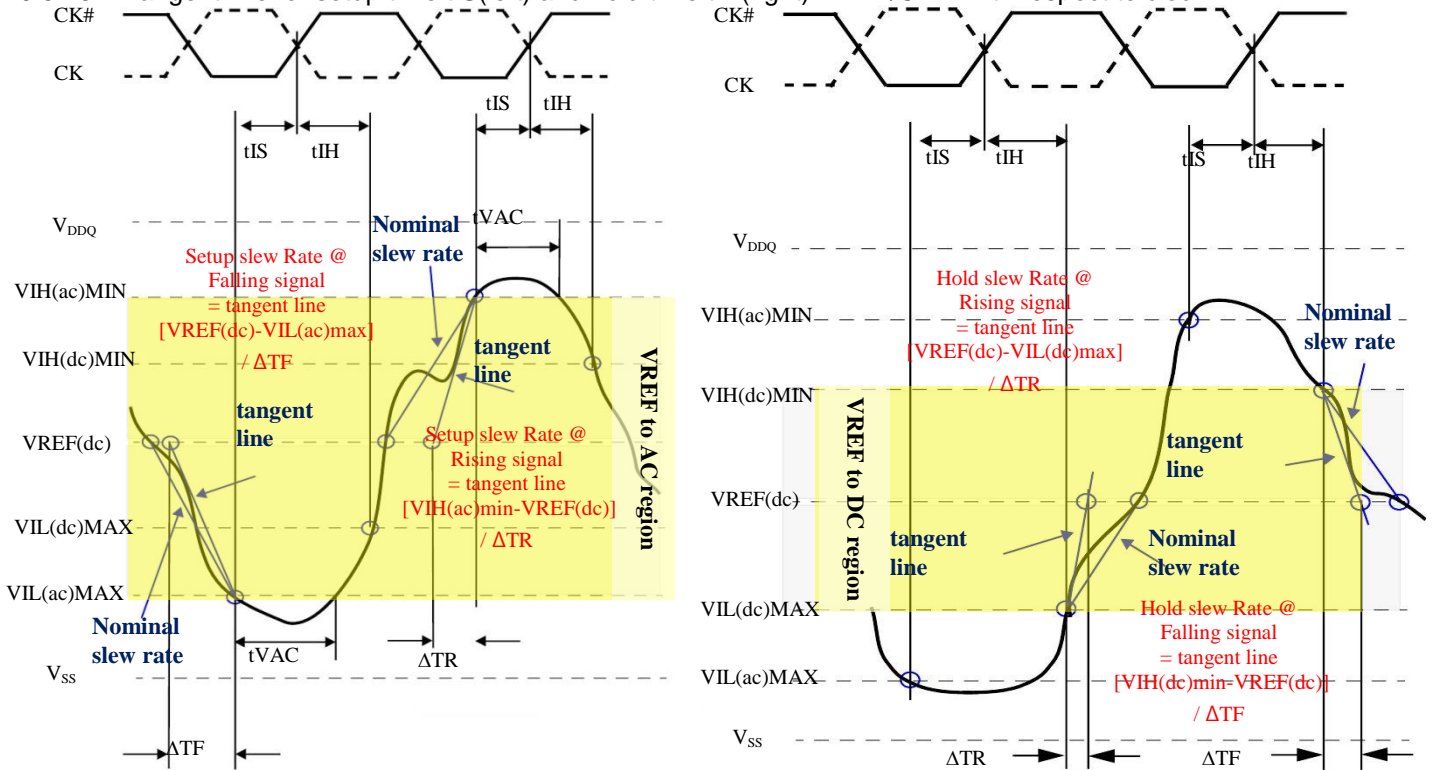 CK#
CK
tIS
tIH
tIS
tIH
VDDQ
Nominal
slew rate
tVAC
Setup slew Rate @
Falling signal
= tangent line
[VREF(dc)-VIL(ac)max]
/ ΔTF
VIH(ac)MIN
VIH(dc)MIN
tangent
line
VREF to AC region
tangent
line
VREF(dc)
Setup slew Rate @
Rising signal
= tangent line
[VIH(ac)min-VREF(dc)]
/ ΔTR
VIL(dc)MAX
VIL(ac)MAX
Nominal
slew rate
tVAC
ΔTR
VSS
ΔTF
CK#
CK
tIS
tIH
tIS
tIH
VDDQ
Hold slew Rate @
Rising signal
= tangent line
[VREF(dc)-VIL(dc)max]
/ ΔTR
VIH(ac)MIN
Nominal
slew rate
VIH(dc)MIN
VREF to DC region
tangent
line
VREF(dc)
tangent
line
Nominal
slew rate
VIL(dc)MAX
Hold slew Rate @
Falling signal
= tangent line
[VIH(dc)min-VREF(dc)]
/ ΔTF
VIL(ac)MAX
VSS
ΔTR
ΔTF